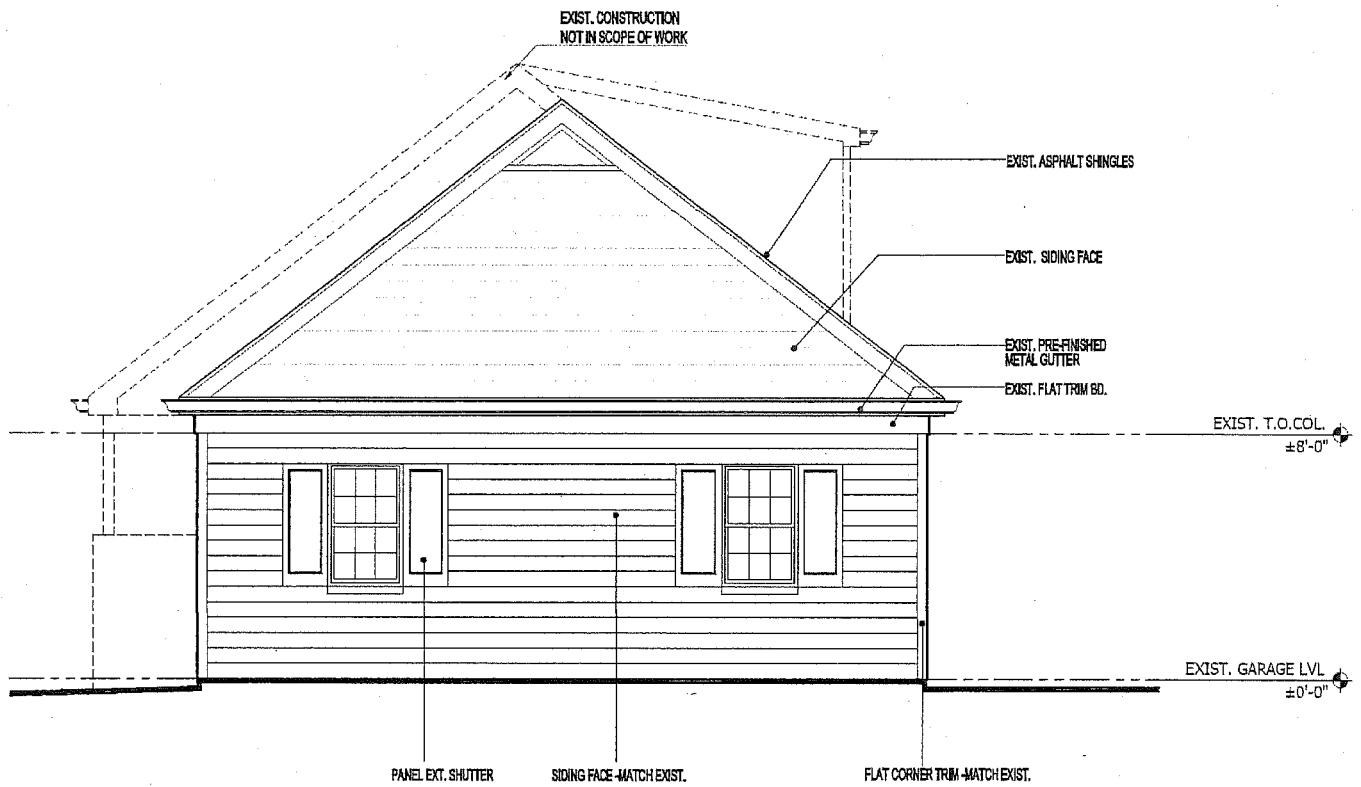 EXIST. CONSTRUCTION
NOT IN SCOPE OF WORK
EXIST. ASPHALT SHINGLES
EXIST. SIDING FACE
EXIST. PRE-FINISHED
METAL GUTTER
EXIST. FLAT TRIM BD.
EXIST. T.O.COL.
±8'-0"
EXIST. GARAGE LVL
±0'-0"
PANEL EXT. SHUTTER
SIDING FACE -MATCH EXIST.
FLAT CORNER TRIM -MATCH EXIST.